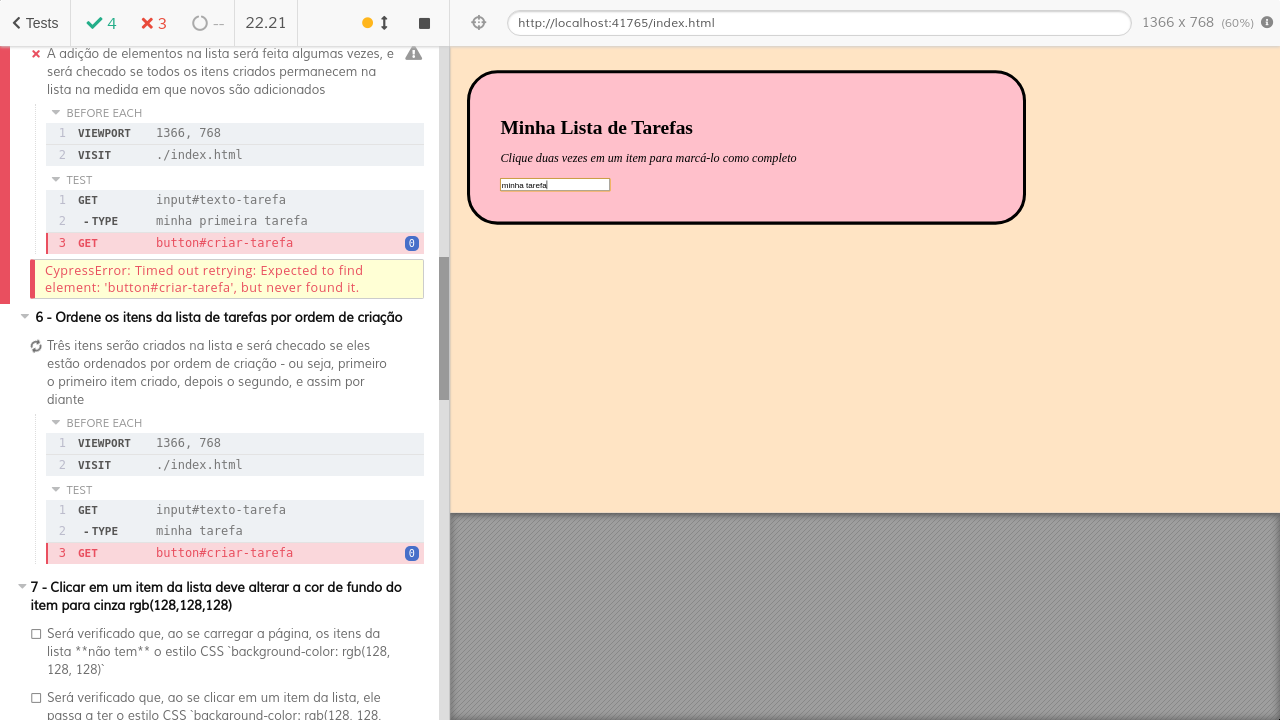 Tests
4
3
--
22.21
http://localhost:41765/index.html
1366 x 768 (60%)
A adição de elementos na lista será feita algumas vezes, e
será checado se todos os itens criados permanecem na
lista na medida em que novos são adicionados
BEFORE EACH
1 VIEWPORT 1366, 768
2 VISIT ./index.html
TEST
1 GET input#texto-tarefa
2 -TYPE minha primeira tarefa
3 GET button#criar-tarefa 0
CypressError: Timed out retrying: Expected to find
element: 'button#criar-tarefa', but never found it.
6 - Ordene os itens da lista de tarefas por ordem de criação
Três itens serão criados na lista e será checado se eles
estão ordenados por ordem de criação - ou seja, primeiro
o primeiro item criado, depois o segundo, e assim por
diante
BEFORE EACH
1 VIEWPORT 1366, 768
2 VISIT ./index.html
TEST
1 GET input#texto-tarefa
2 -TYPE minha tarefa
3 GET button#criar-tarefa 0
7 - Clicar em um item da lista deve alterar a cor de fundo do
item para cinza rgb(128,128,128)
Será verificado que, ao se carregar a página, os itens da
lista **não tem** o estilo CSS `background-color: rgb(128,
128, 128)`
Será verificado que, ao se clicar em um item da lista, ele
passa a ter o estilo CSS `background-color: rgb(128, 128,
Minha Lista de Tarefas
Clique duas vezes em um item para marcá-lo como completo
minha tarefa